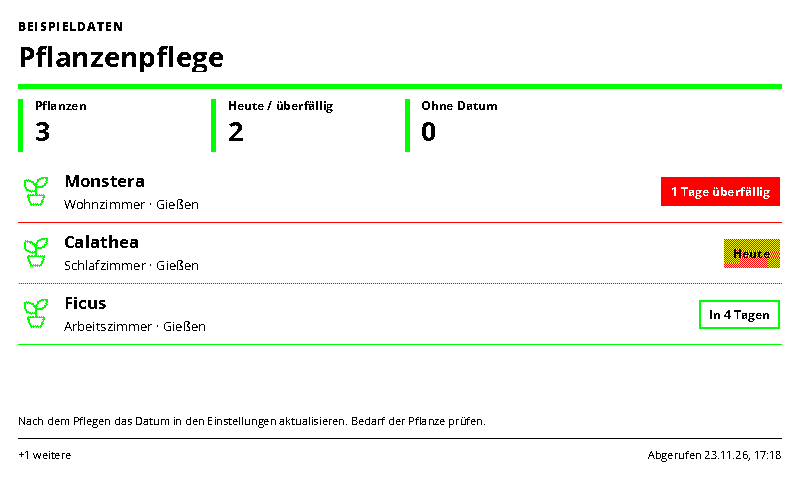 BEISPIELDATEN
Pflanzenpflege
Pflanzen
3
Heute / überfällig
2
Ohne Datum
0
Monstera
Wohnzimmer · Gießen
1 Tage überfällig
Calathea
Schlafzimmer · Gießen
Heute
Ficus
Arbeitszimmer · Gießen
In 4 Tagen
Nach dem Pflegen das Datum in den Einstellungen aktualisieren. Bedarf der Pflanze prüfen.
+1 weitere
Abgerufen 23.11.26, 17:18